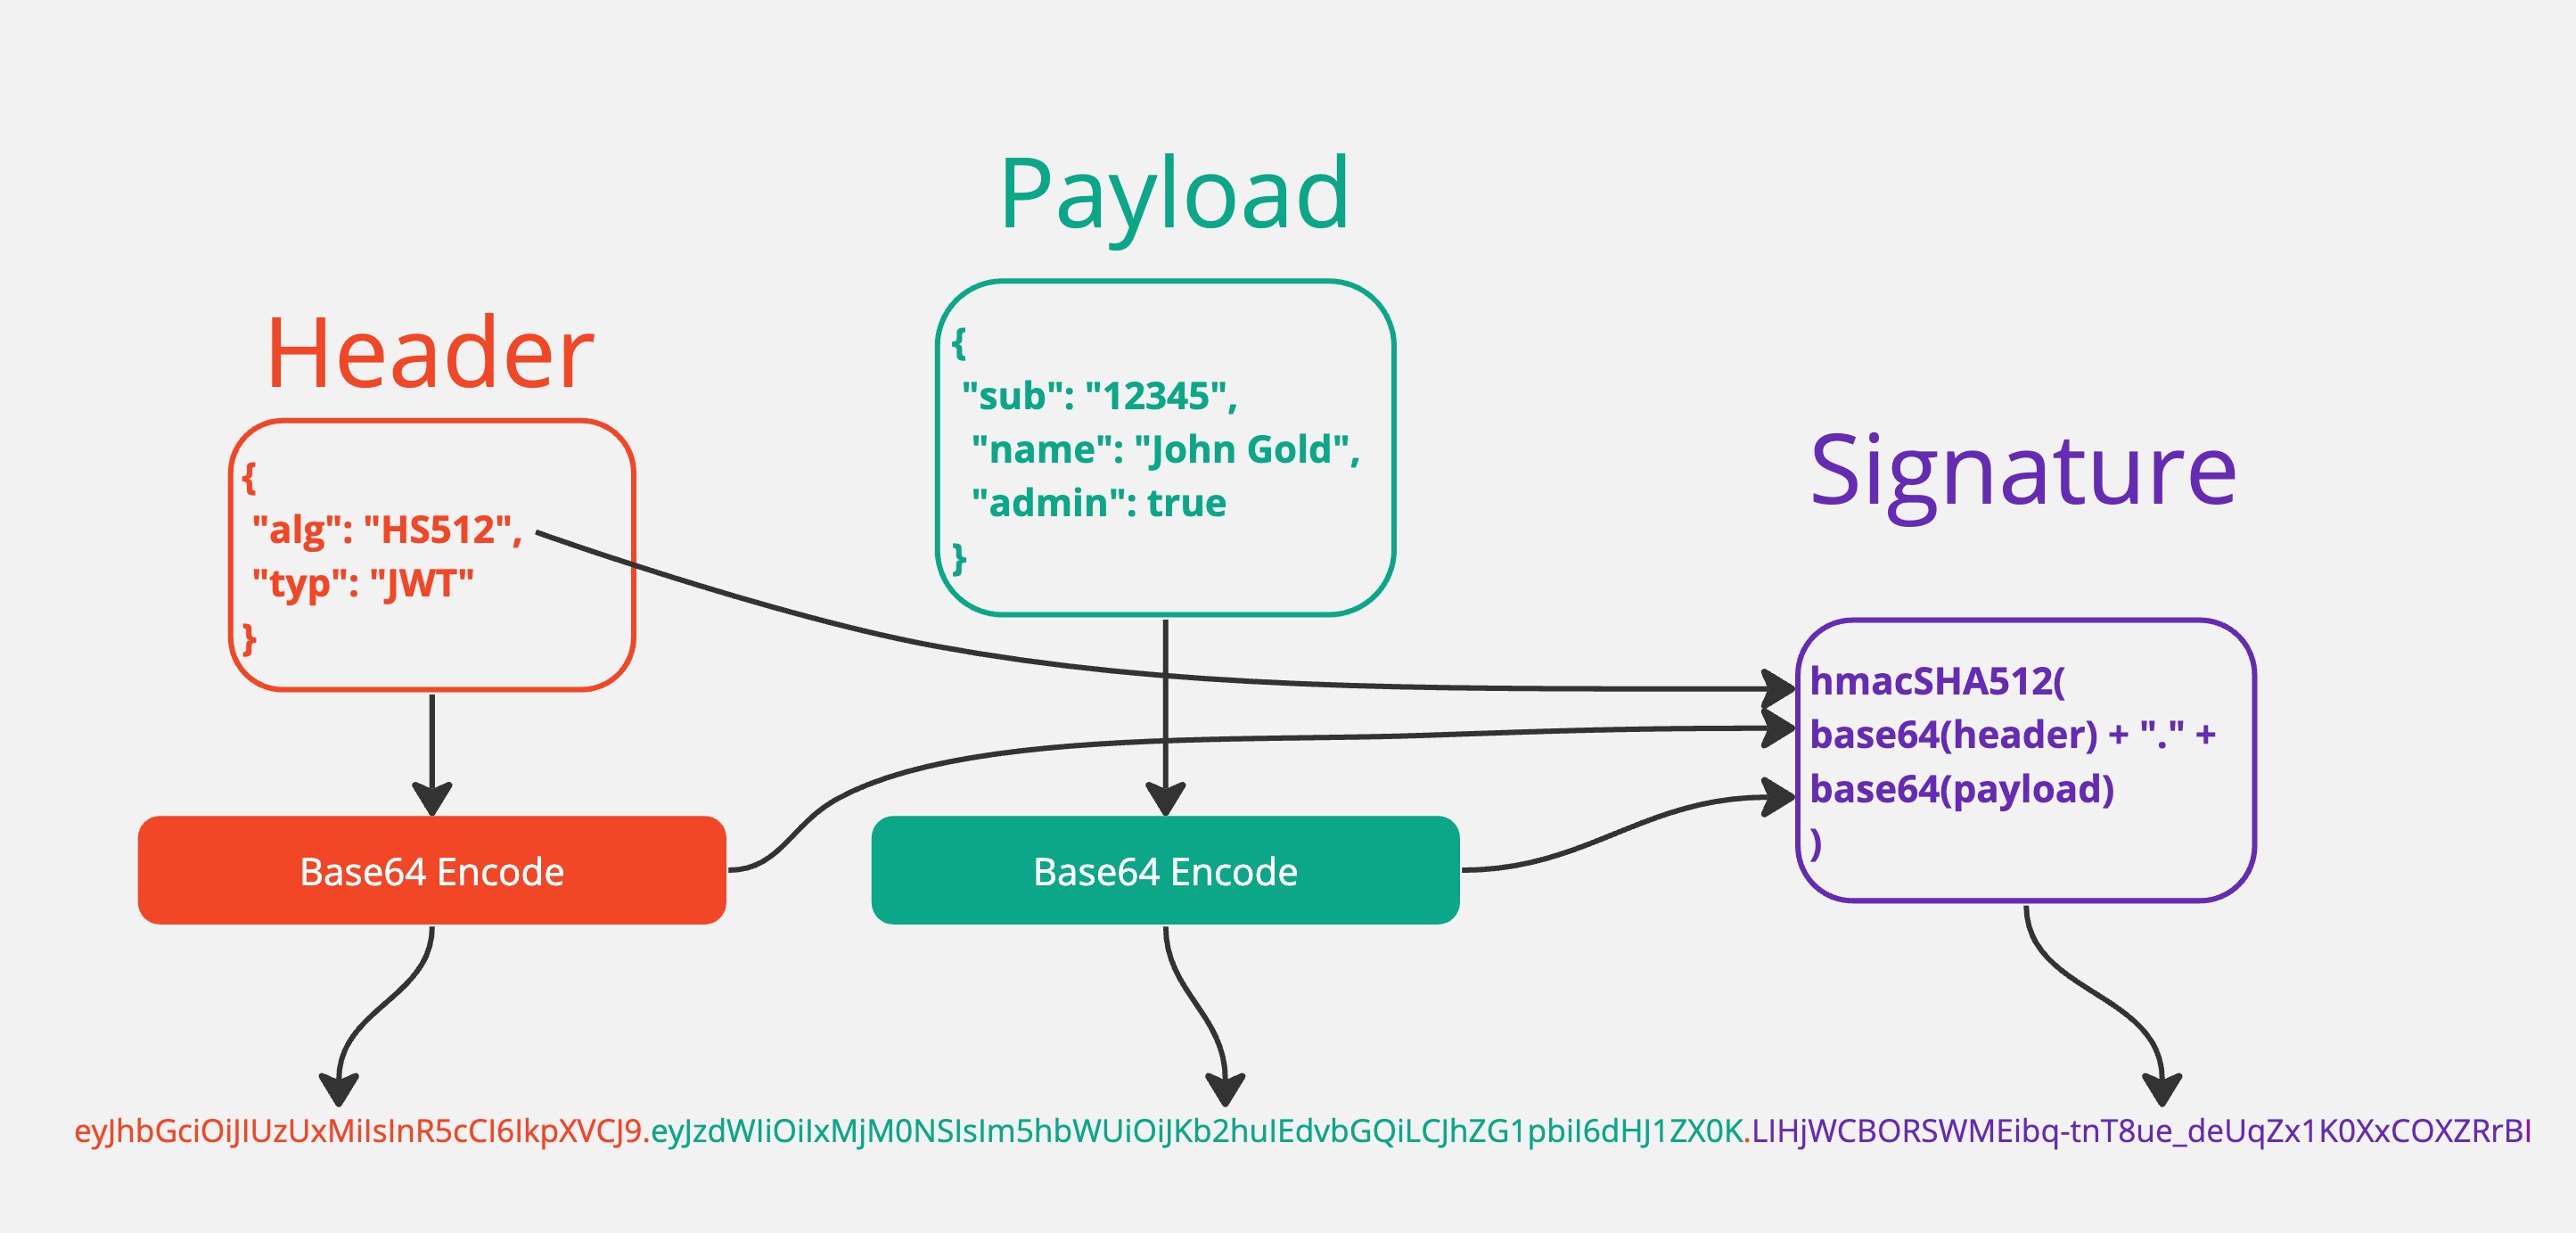 Payload
Header
Signature
{
"alg": "HS512",
"typ": "JWT"
}
{
"sub": "12345",
"name": "John Gold",
"admin": true
}
hmacSHA512(
base64(header) + "." +
base64(payload)
)
Base64 Encode
Base64 Encode
eyJhbGciOiJIUzUxMiIsInR5cCI6IkpXVCJ9.eyJzdWIiOiIxMjM0NSIsIm5hbWUiOiJKb2huIEdvbGQiLCJhZG1pbiI6dHJ1ZX0K.LIHjWCBORSWMEibq-tnT8ue_deUqZx1K0XxCOXZRrBI